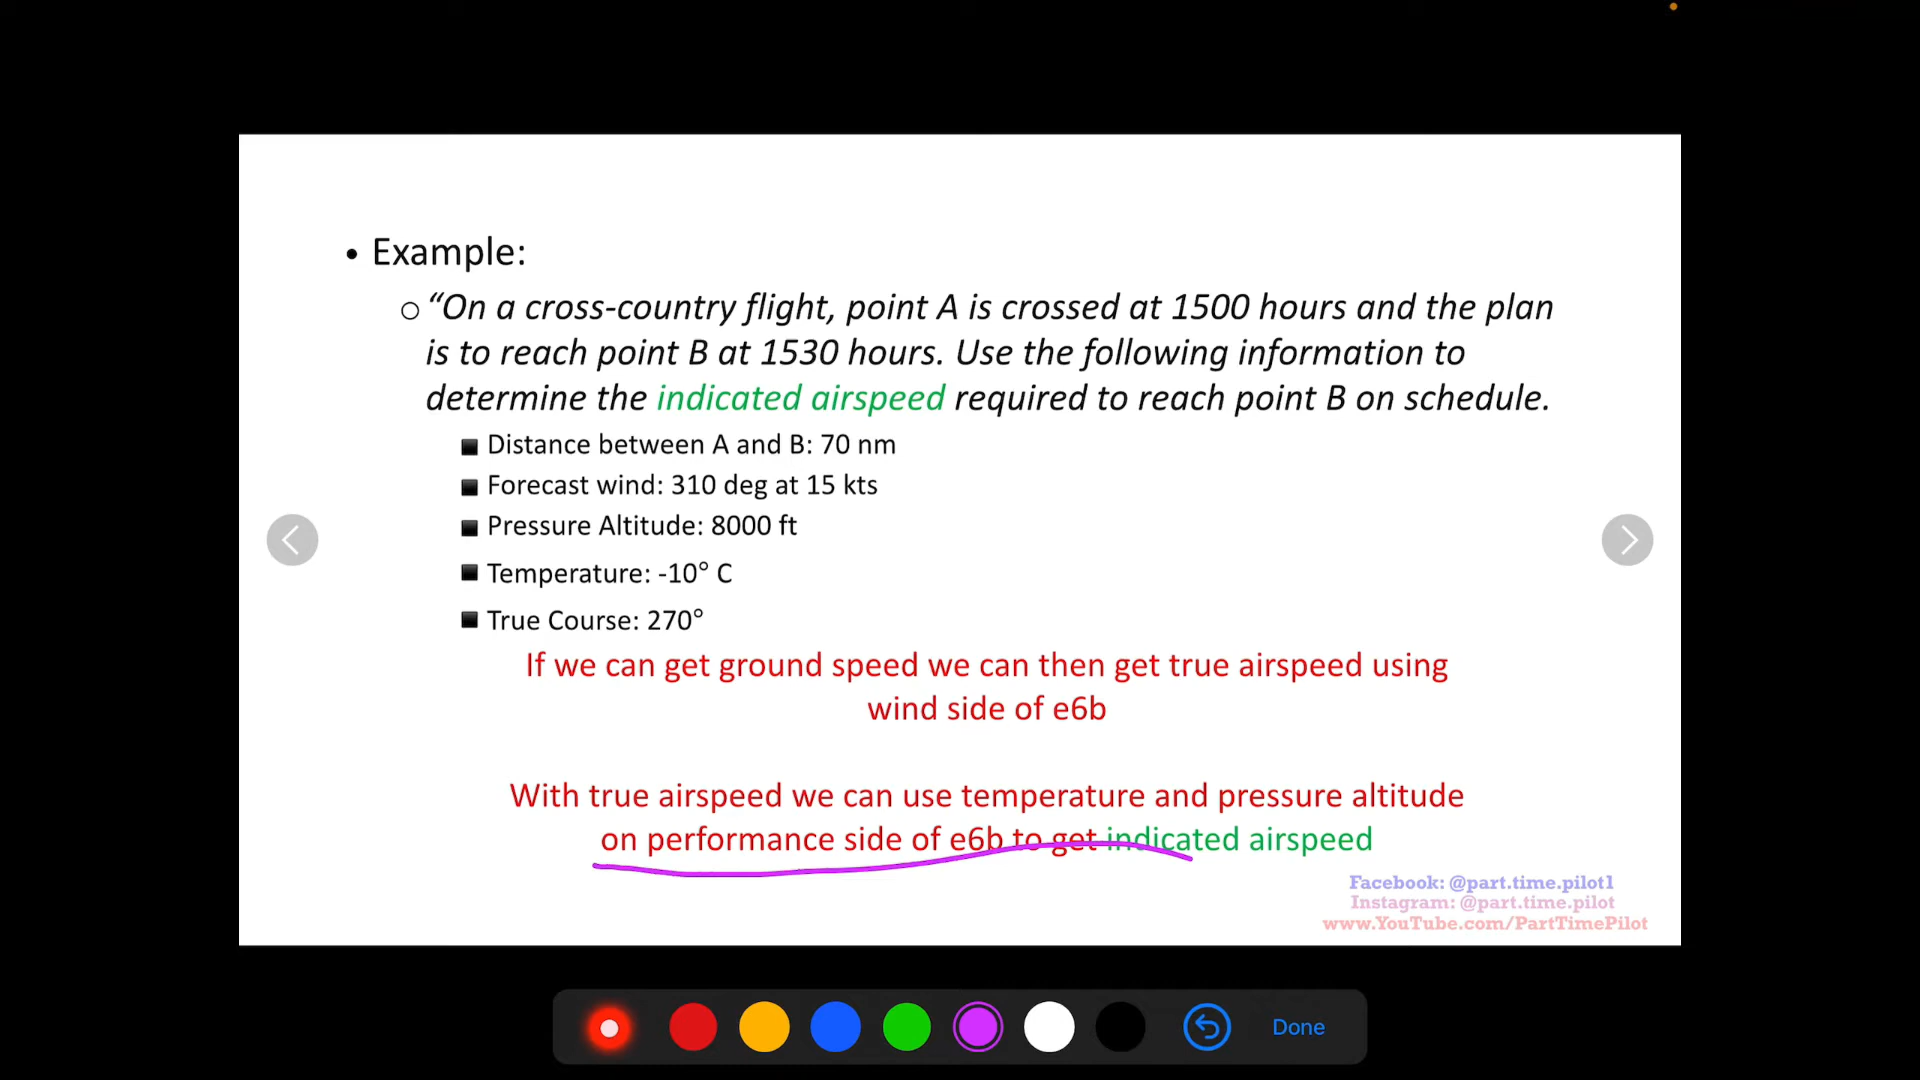 • Example:
○ “On a cross-country flight, point A is crossed at 1500 hours and the plan
is to reach point B at 1530 hours. Use the following information to
determine the indicated airspeed required to reach point B on schedule.
■ Distance between A and B: 70 nm
■ Forecast wind: 310 deg at 15 kts
■ Pressure Altitude: 8000 ft
■ Temperature: -10° C
■ True Course: 270°
If we can get ground speed we can then get true airspeed using
wind side of e6b
With true airspeed we can use temperature and pressure altitude
on performance side of e6b to get indicated airspeed
Facebook: @part.time.pilot1
Instagram: @part.time.pilot
www.YouTube.com/PartTimePilot
Done